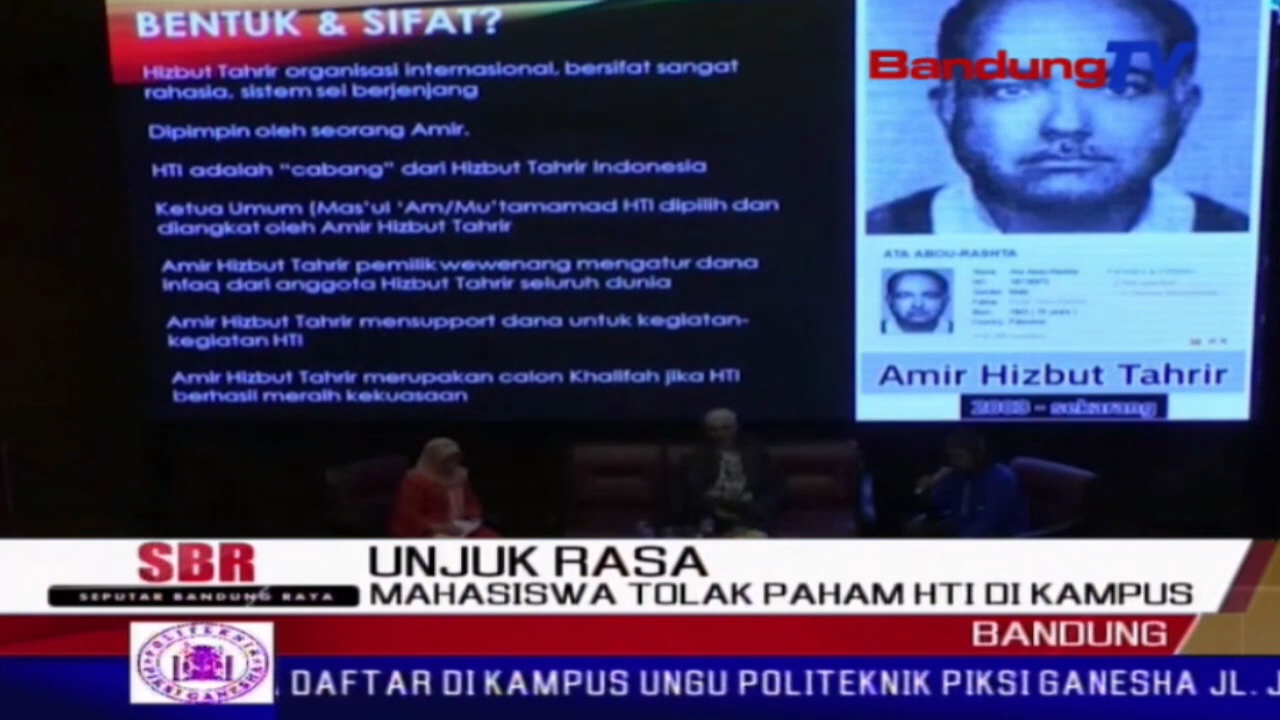 BENTUK & SIFAT?
Hizbut Tahrir organisasi internasional, bersifat sangat
rahasia, sistem sel berjenjang
Dipimpin oleh seorang Amir.
HTI adalah "cabang" dari Hizbut Tahrir Indonesia
Ketua Umum (Mas'ul 'Am/Mu'tamamad HTI dipilih dan
diangkat oleh Amir Hizbut Tahrir
Amir Hizbut Tahrir pemilik wewenang mengatur dana
infaq dari anggota Hizbut Tahrir seluruh dunia
Amir Hizbut Tahrir mensupport dana untuk kegiatan-
kegiatan HTI
Amir Hizbut Tahrir merupakan calon Khalifah jika HTI
berhasil meraih kekuasaan
BandungTV
ATA ABOU-RASHTA
Amir Hizbut Tahrir
2003 - sekarang
SBR
SEPUTAR BANDUNG RAYA
UNJUK RASA
MAHASISWA TOLAK PAHAM HTI DI KAMPUS
BANDUNG
POLITEKNIK
PIKSI GANESHA
. DAFTAR DI KAMPUS UNGU POLITEKNIK PIKSI GANESHA JL. J